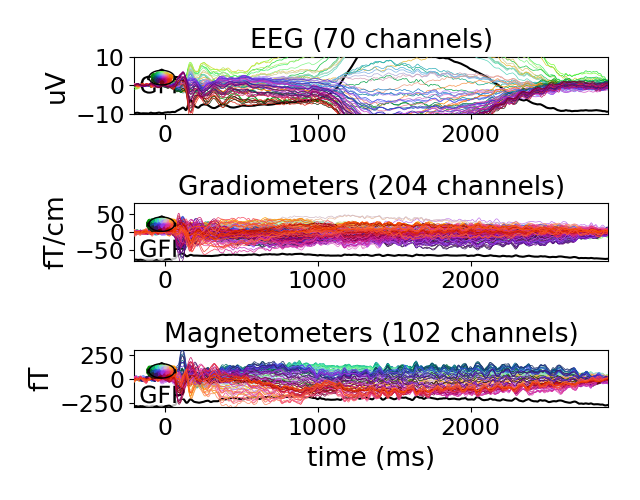 EEG (70 channels)
uV
10
0
−10
GFP
0 1000 2000
Gradiometers (204 channels)
fT/cm
50
0
−50
GFP
0 1000 2000
Magnetometers (102 channels)
fT
250
0
−250
GFP
0 1000 2000
time (ms)